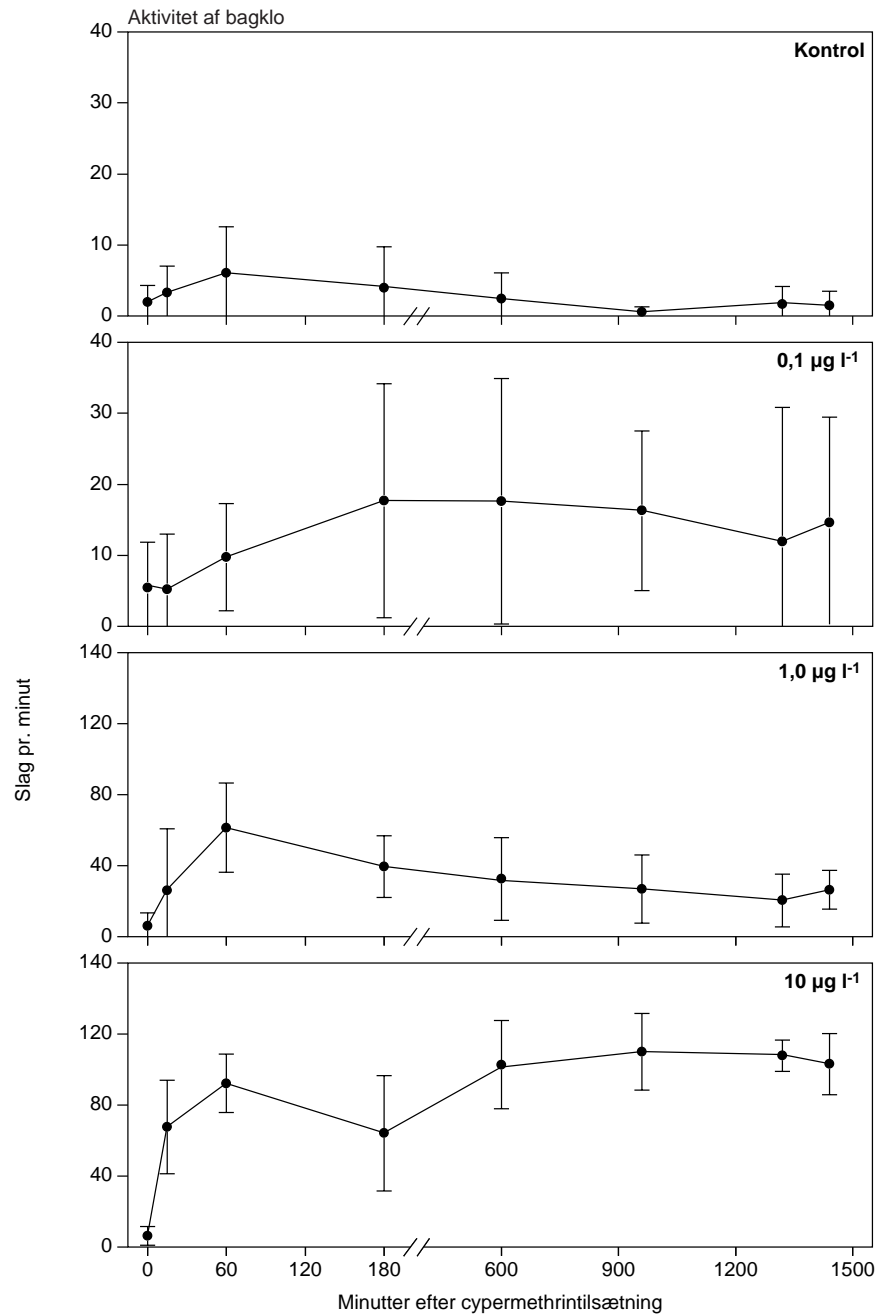 Aktivitet af bagklo
Kontrol
40
30
20
10
0
0,1 µg l-1
40
30
20
10
0
1,0 µg l-1
140
120
80
40
0
10 µg l-1
140
120
80
40
0
Slag pr. minut
0 60 120 180 600 900 1200 1500
Minutter efter cypermethrintilsætning